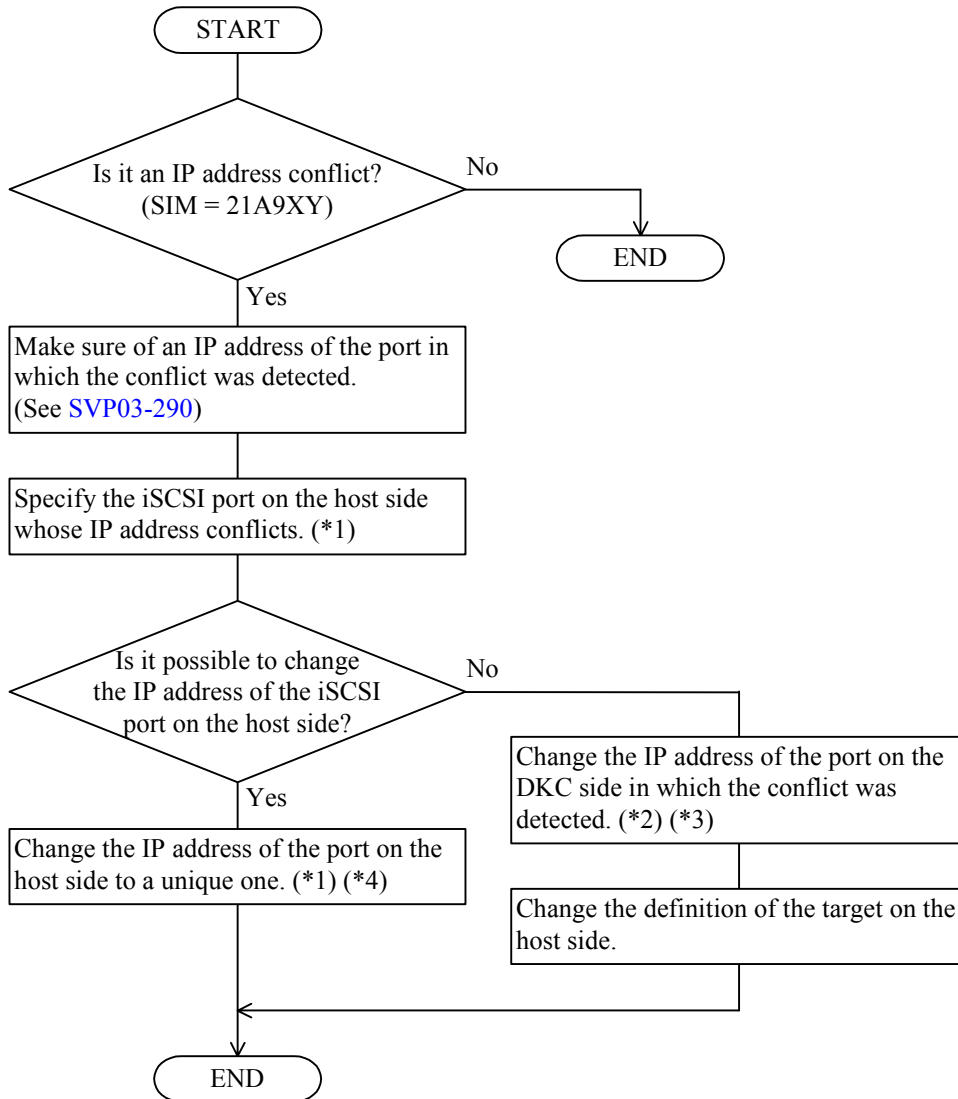 START
Is it an IP address conflict?
(SIM = 21A9XY)
No
END
Yes
Make sure of an IP address of the port in
which the conflict was detected.
(See SVP03-290)
Specify the iSCSI port on the host side
whose IP address conflicts. (*1)
Is it possible to change
the IP address of the iSCSI
port on the host side?
No
Change the IP address of the port on the
DKC side in which the conflict was
detected. (*2) (*3)
Change the definition of the target on the
host side.
Yes
Change the IP address of the port on the
host side to a unique one. (*1) (*4)
END